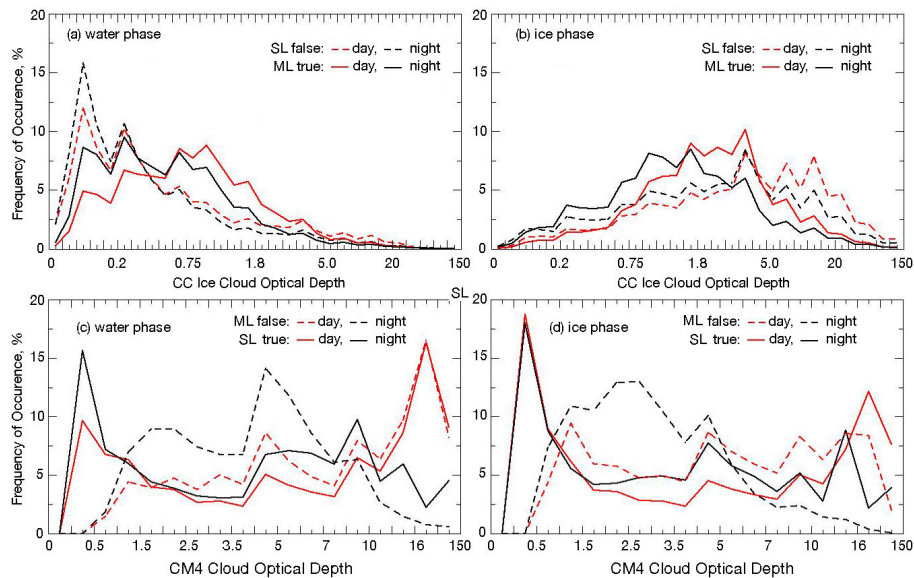 20
(a) water phase
SL false: day, night
ML true: day, night
15
10
5
0
Frequency of Occurence, %
0 0.2 0.75 1.8 5.0 20 150
CC Ice Cloud Optical Depth
20
(b) ice phase
SL false: day, night
ML true: day, night
15
10
5
0
0 0.2 0.75 1.8 5.0 20 150
CC Ice Cloud Optical Depth
SL
20
(c) water phase
ML false: day, night
SL true: day, night
15
10
5
0
Frequency of Occurence, %
0 0.5 1.5 2.5 3.5 5 7 10 16 150
CM4 Cloud Optical Depth
20
(d) ice phase
ML false: day, night
SL true: day, night
15
10
5
0
0 0.5 1.5 2.5 3.5 5 7 10 16 150
CM4 Cloud Optical Depth